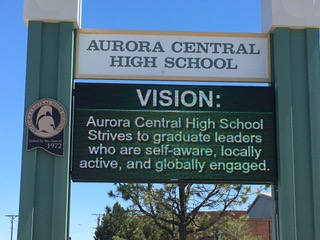 AURORA CENTRAL
HIGH SCHOOL
VISION:
Aurora Central High School
Strives to graduate leaders
who are self-aware, locally
active, and globally engaged.
1972